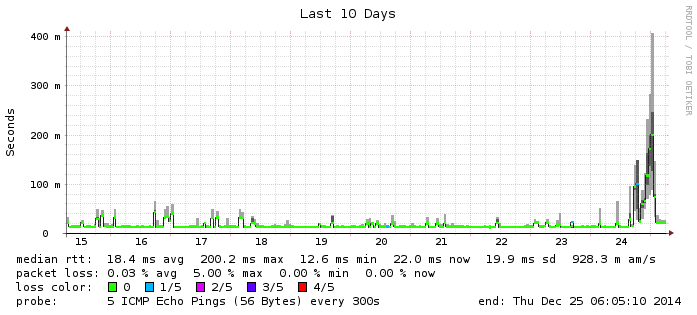 Last 10 Days
RRDTOOL / TOBI OETIKER
Seconds
400 m
300 m
200 m
100 m
0
15 16 17 18 19 20 21 22 23 24
median rtt: 18.4 ms avg 200.2 ms max 12.6 ms min 22.0 ms now 19.9 ms sd 928.3 m am/s
packet loss: 0.03 % avg 5.00 % max 0.00 % min 0.00 % now
loss color: 0 1/5 2/5 3/5 4/5
probe: 5 ICMP Echo Pings (56 Bytes) every 300s end: Thu Dec 25 06:05:10 2014